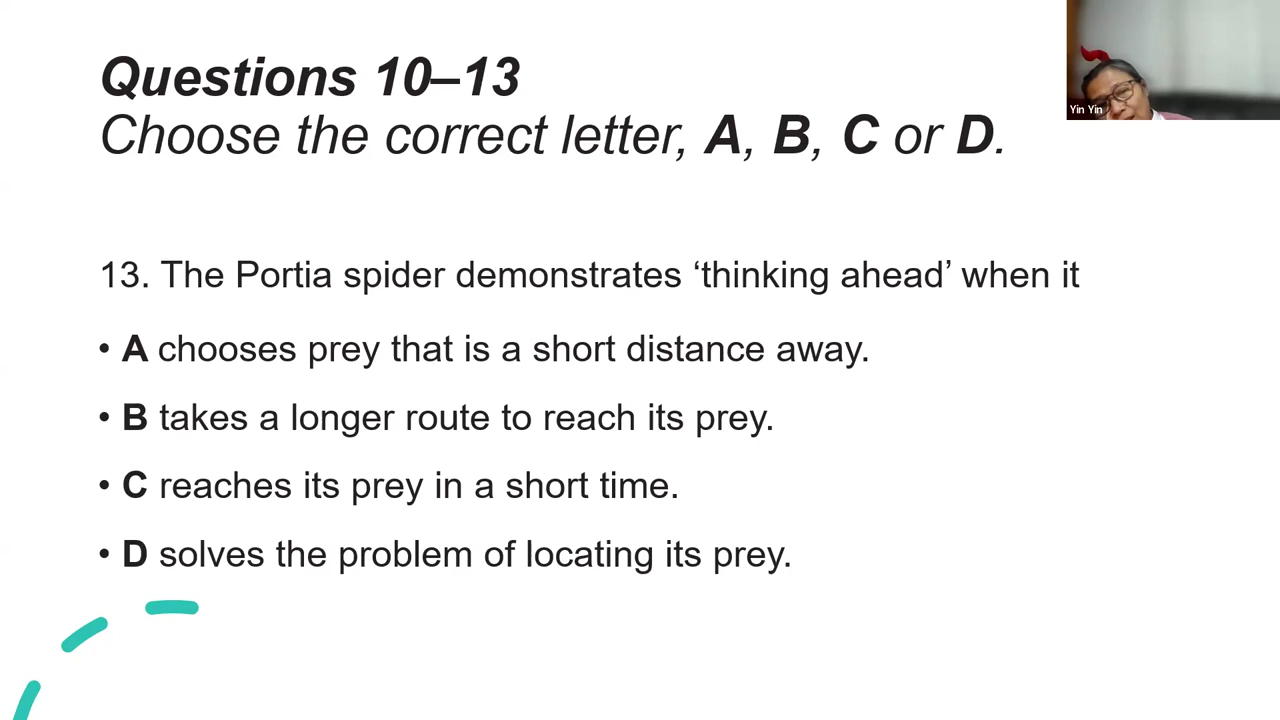 Questions 10–13
Choose the correct letter, A, B, C or D.
Yin Yin
13. The Portia spider demonstrates ‘thinking ahead’ when it
• A chooses prey that is a short distance away.
• B takes a longer route to reach its prey.
• C reaches its prey in a short time.
• D solves the problem of locating its prey.